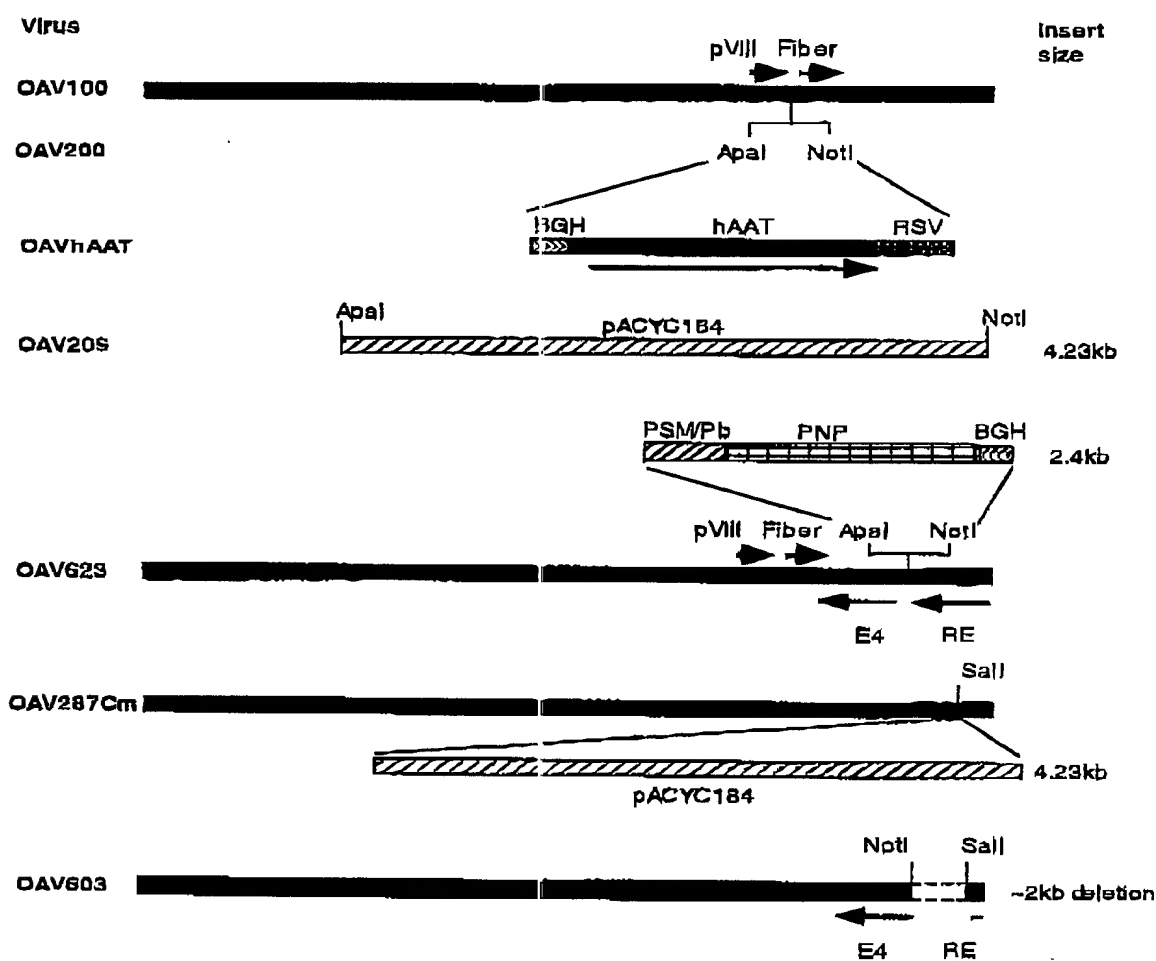 Virus
Insert size
pVIII Fiber
OAV100
OAV200
ApaI NotI
BGH hAAT RSV
OAVhAAT
ApaI pACYC184 NotI
OAV209
4.23kb
PSM/Pb PNP BGH
2.4kb
pVIII Fiber ApaI NotI
OAV623
E4 RE
SalI
OAV287Cm
4.23kb
pACYC184
NotI SalI
OAV603
~2kb deletion
E4 RE